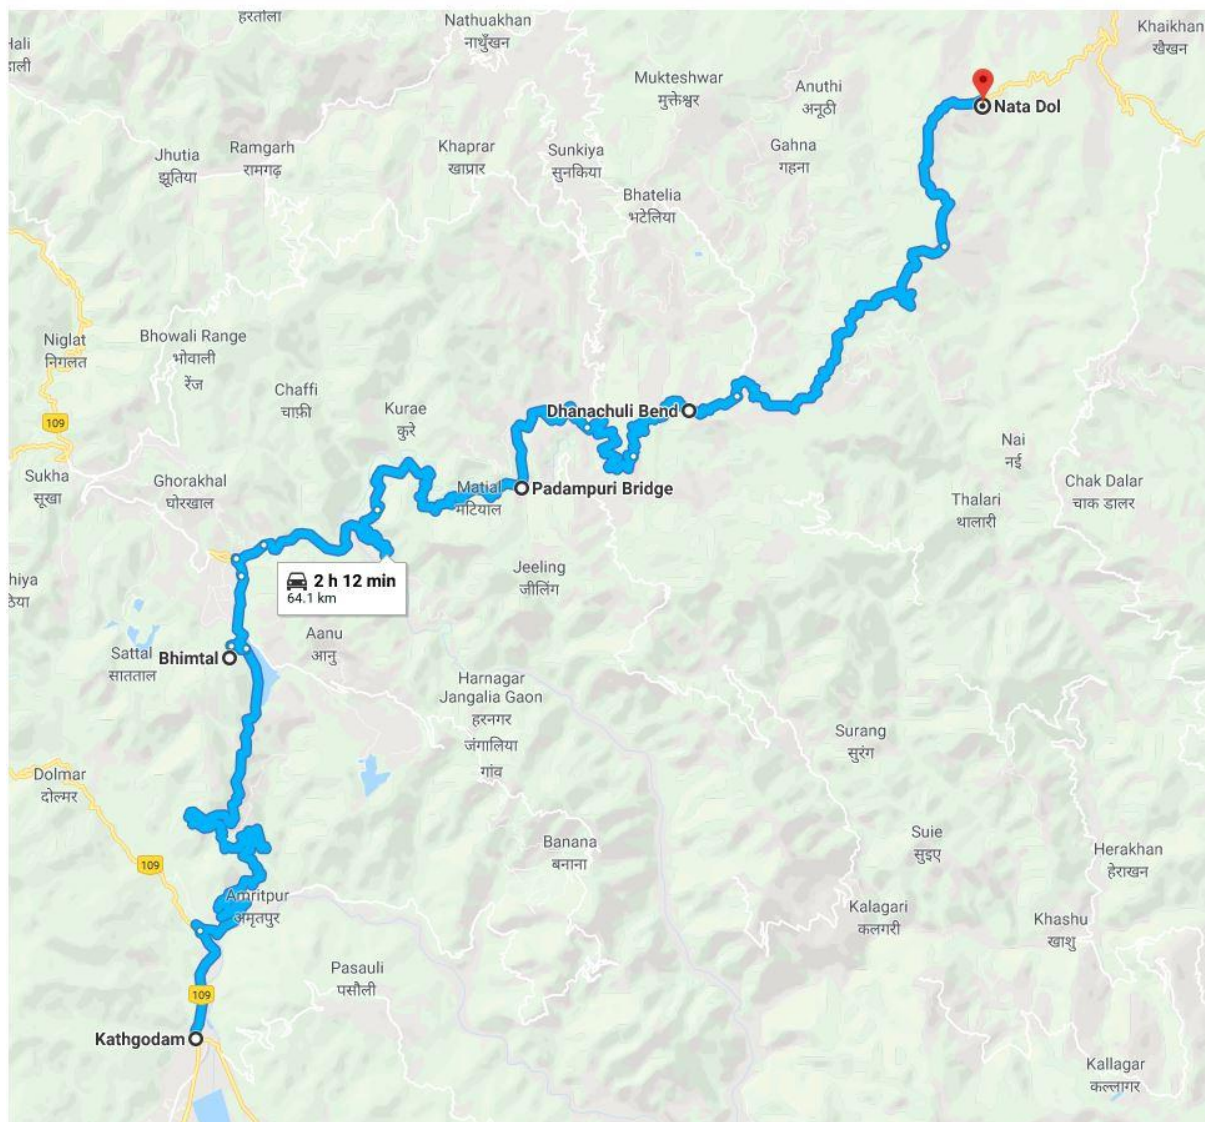 हरतोला
Nathuakhan
नाथुँखन
Khaikhan
खैखन
Mukteshwar
मुक्तेश्वर
Anuthi
अनूठी
Nata Dol
Jhutia
झूतिया
Ramgarh
रामगढ़
Khaprar
खाप्रार
Sunkiya
सुनकिया
Gahna
गहना
Bhatelia
भटेलिया
Niglat
निगलत
Bhowali Range
भोवाली
रेंज
Chaffi
चाफ़ी
Kurae
कुरे
Dhanachuli Bend
109
Nai
नई
Sukha
सूखा
Ghorakhal
घोरखाल
Matial
मटियाल
Padampuri Bridge
Thalari
थालारी
Chak Dalar
चाक डालर
Jeeling
जीलिंग
2 h 12 min
64.1 km
Sattal
सातताल
Bhimtal
Aanu
आनु
Harnagar
Jangalia Gaon
हरनगर
जंगालिया
गांव
Surang
सुरंग
Dolmar
दोल्मर
109
Banana
बनाना
Suie
सुइए
Herakhan
हेराखन
Amritpur
अमृतपुर
Kalagari
कलगरी
Khashu
खाशु
Pasauli
पसौली
109
Kathgodam
Kallagar
कल्लागर